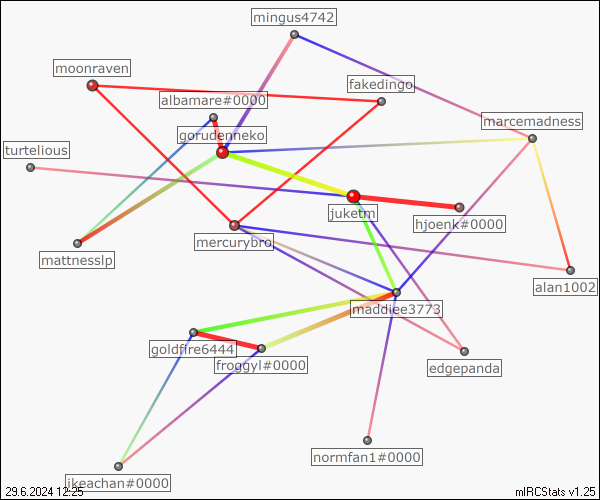 mingus4742
moonraven
fakedingo
albamare#0000
marcemadness
gorudenneko
turtelious
juketm
hjoenk#0000
mercurybro
mattnesslp
alan1002
maddiee3773
goldfire6444
froggyl#0000
edgepanda
normfan1#0000
ikeachan#0000
29.6.2024 12:25
mIRCStats v1.25